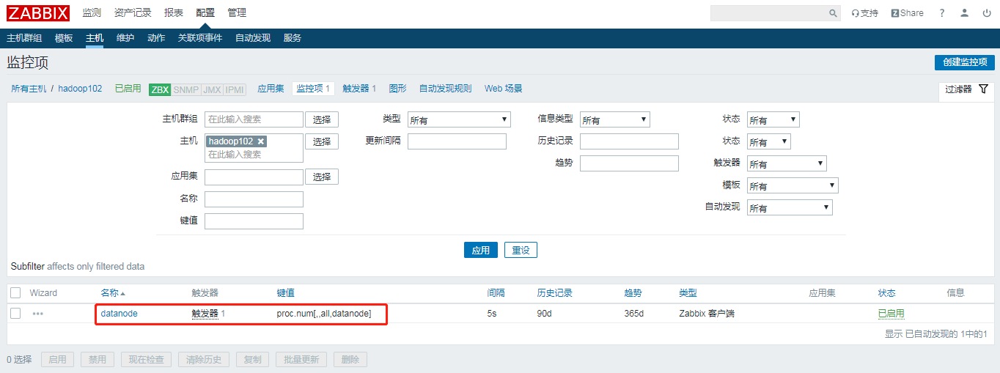 ZABBIX 监测 资产记录 报表 配置 管理 支持 Share ?
主机群组 模板 主机 维护 动作 关联项事件 自动发现 服务
监控项 创建监控项
所有主机 / hadoop102 已启用 ZBX SNMP JMX IPMI 应用集 监控项 1 触发器 1 图形 自动发现规则 Web 场景 过滤器
主机群组 在此输入搜索 选择 类型 所有 信息类型 所有 状态 所有
主机 hadoop102 选择 更新间隔 历史记录 状态 所有
在此输入搜索
趋势 触发器 所有
应用集 选择 模板 所有
名称 自动发现 所有
键值
应用 重设
Subfilter affects only filtered data
Wizard 名称 触发器 键值 间隔 历史记录 趋势 类型 应用集 状态 信息
datanode 触发器 1 proc.num[,,all,datanode] 5s 90d 365d Zabbix 客户端 已启用
显示 已自动发现的 1中的1
0 选择 启用 禁用 现在检查 清除历史 复制 批量更新 删除